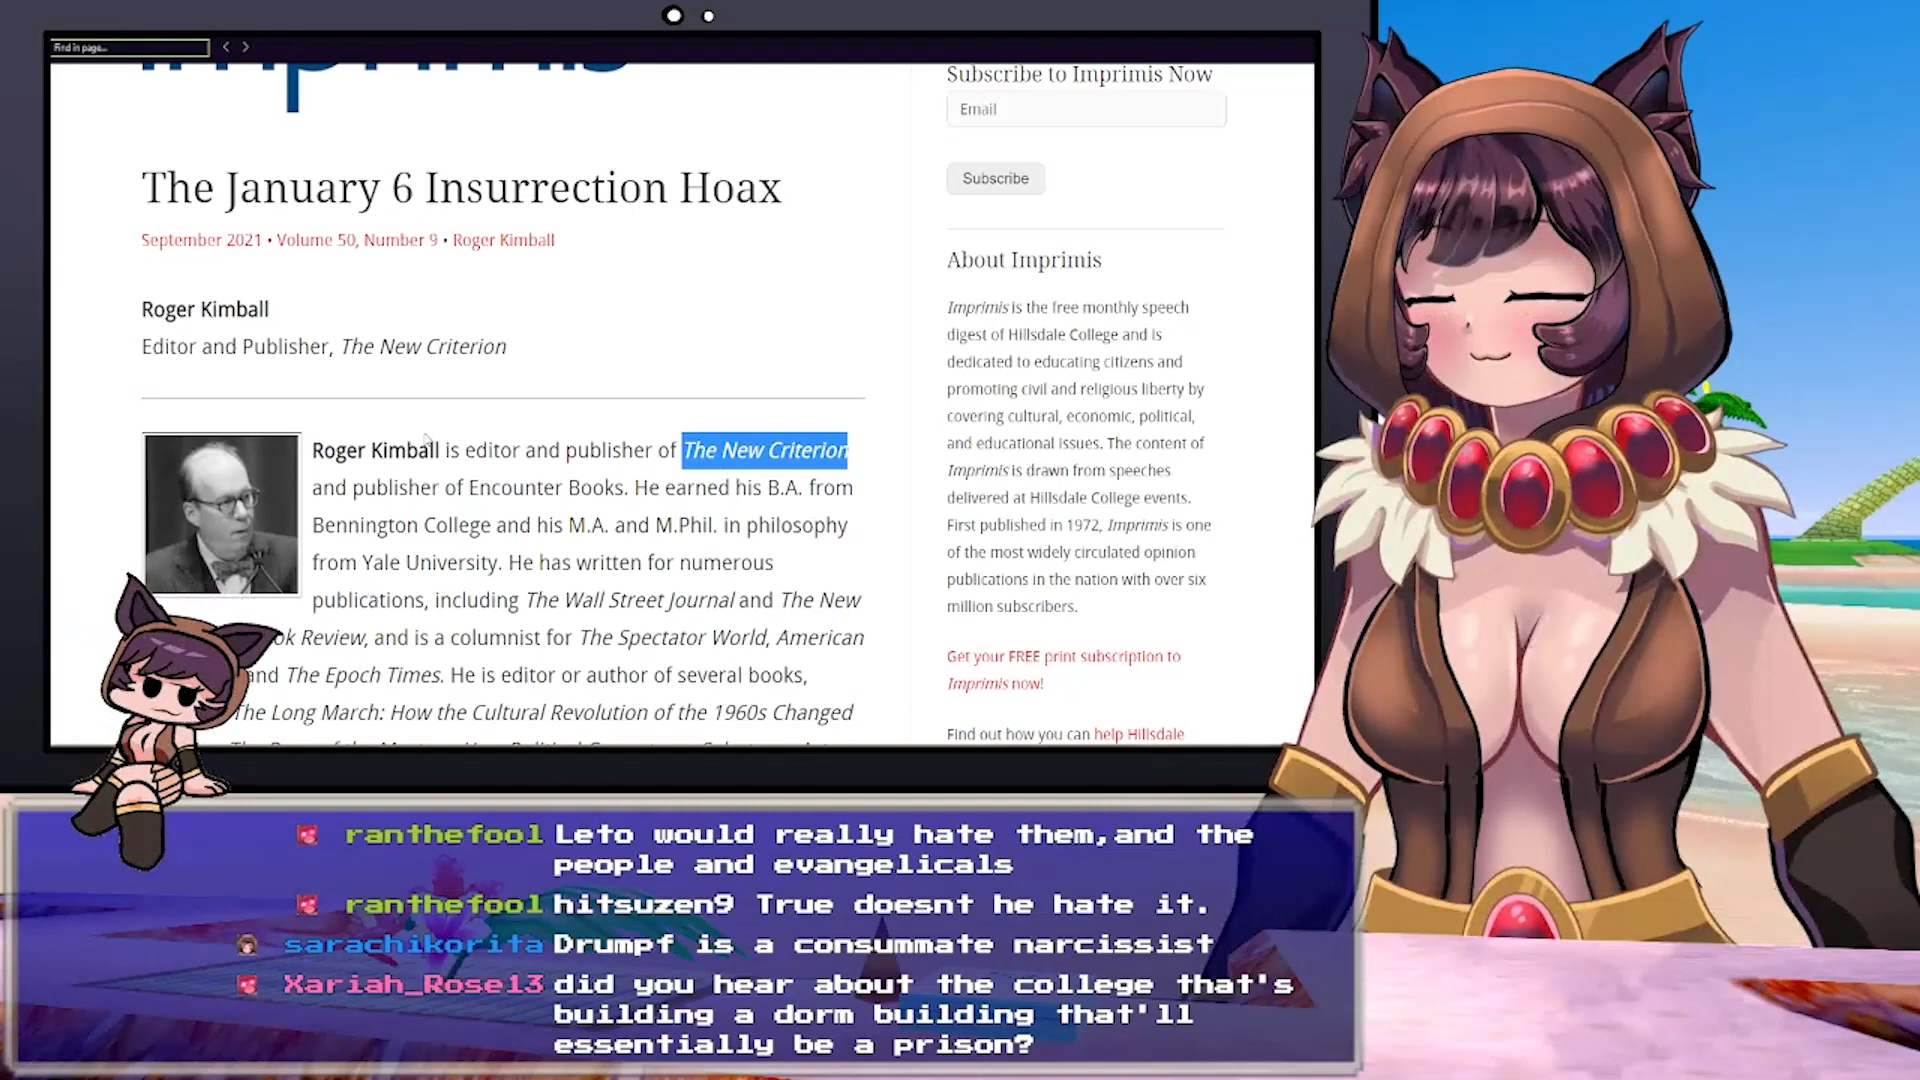 Find in page...
Imprimis
The January 6 Insurrection Hoax
September 2021 • Volume 50, Number 9 • Roger Kimball
Roger Kimball
Editor and Publisher, The New Criterion
Roger Kimball is editor and publisher of The New Criterion
and publisher of Encounter Books. He earned his B.A. from
Bennington College and his M.A. and M.Phil. in philosophy
from Yale University. He has written for numerous
publications, including The Wall Street Journal and The New
ok Review, and is a columnist for The Spectator World, American
and The Epoch Times. He is editor or author of several books,
The Long March: How the Cultural Revolution of the 1960s Changed
Subscribe to Imprimis Now
Email
Subscribe
About Imprimis
Imprimis is the free monthly speech
digest of Hillsdale College and is
dedicated to educating citizens and
promoting civil and religious liberty by
covering cultural, economic, political,
and educational issues. The content of
Imprimis is drawn from speeches
delivered at Hillsdale College events.
First published in 1972, Imprimis is one
of the most widely circulated opinion
publications in the nation with over six
million subscribers.
Get your FREE print subscription to
Imprimis now!
Find out how you can help Hillsdale
ranthefool Leto would really hate them,and the
people and evangelicals
ranthefool hitsuzen9 True doesnt he hate it.
sarachikorita Drumpf is a consummate narcissist
Xariah_Rose13 did you hear about the college that's
building a dorm building that'll
essentially be a prison?